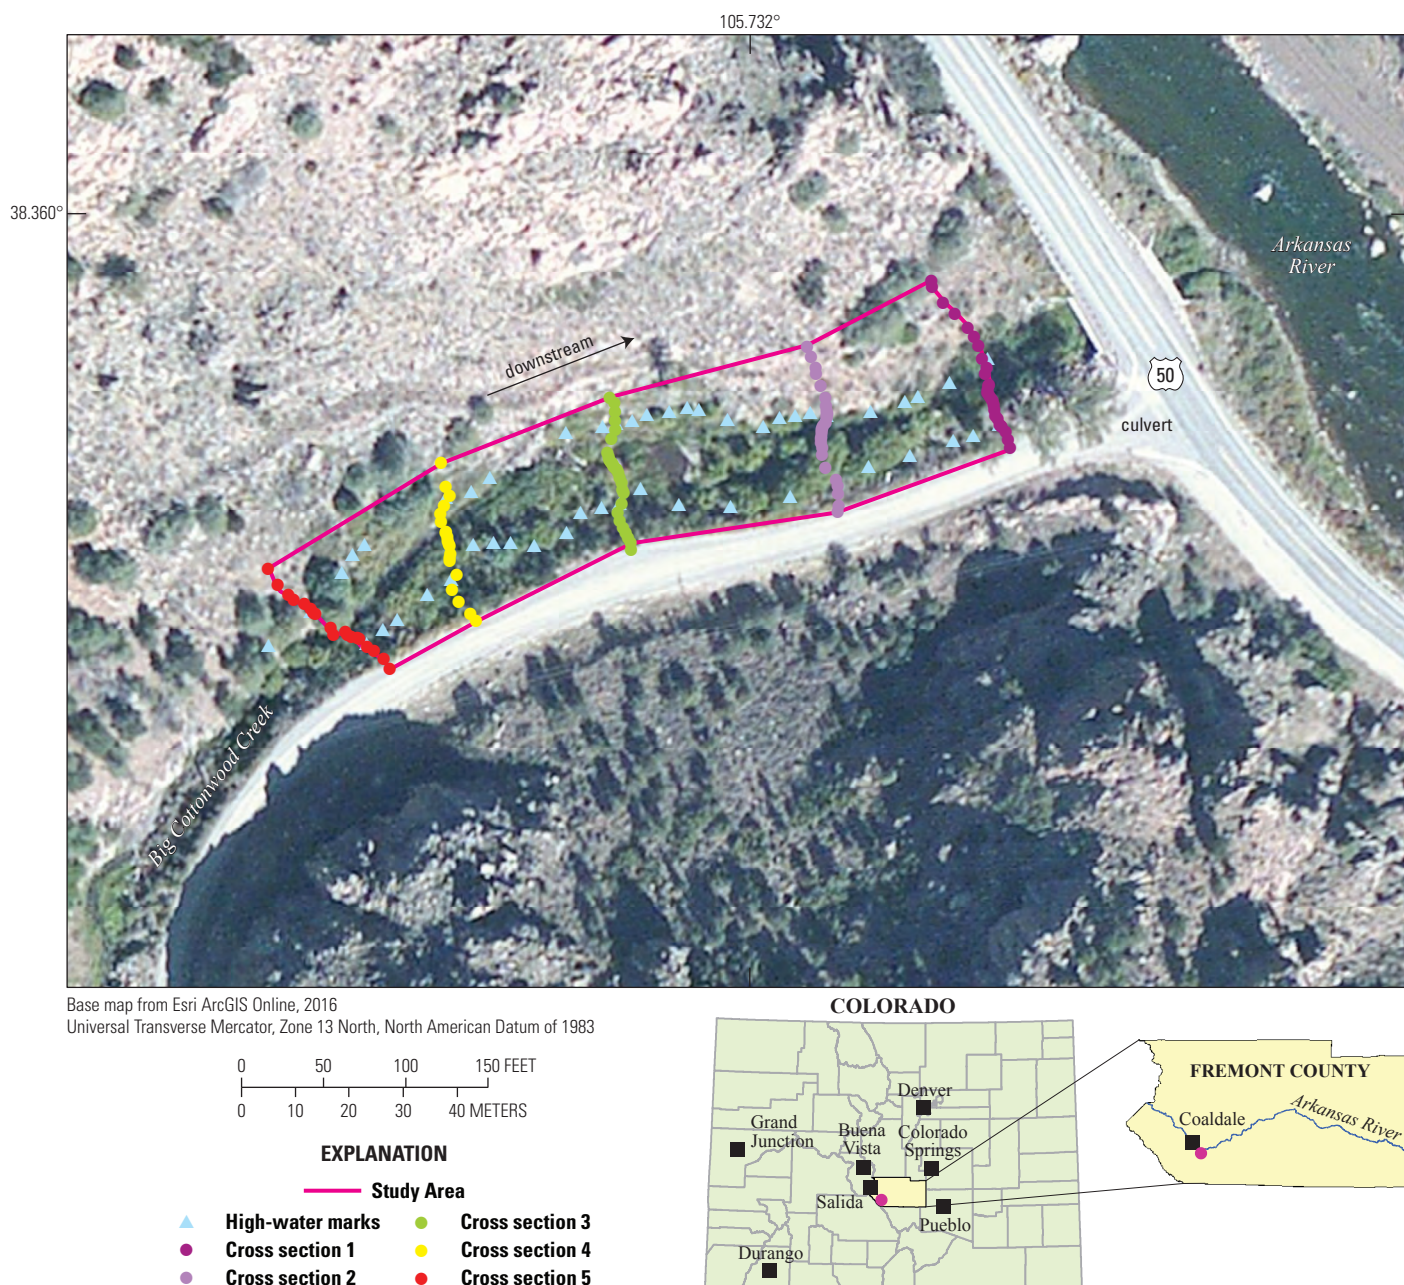 105.732°
38.360°
Arkansas
River
downstream
50
culvert
Big Cottonwood Creek
Base map from Esri ArcGIS Online, 2016
Universal Transverse Mercator, Zone 13 North, North American Datum of 1983
0 50 100 150 FEET
0 10 20 30 40 METERS
EXPLANATION
Study Area
High-water marks
Cross section 1
Cross section 2
Cross section 3
Cross section 4
Cross section 5
COLORADO
Denver
Grand
Junction
Buena
Vista
Colorado
Springs
Salida
Pueblo
Durango
FREMONT COUNTY
Coaldale
Arkansas River